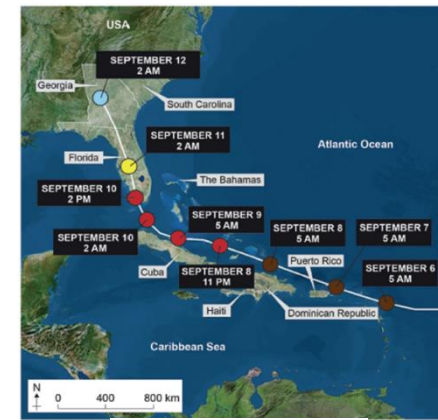 USA
SEPTEMBER 12
2 AM
Georgia
South Carolina
SEPTEMBER 11
2 AM
Atlantic Ocean
Florida
SEPTEMBER 10
2 PM
The Bahamas
SEPTEMBER 9
5 AM
SEPTEMBER 8
5 AM
SEPTEMBER 7
5 AM
SEPTEMBER 10
2 AM
Cuba
SEPTEMBER 8
11 PM
Puerto Rico
SEPTEMBER 6
5 AM
Haiti
Dominican Republic
Caribbean Sea
N
0 400 800 km